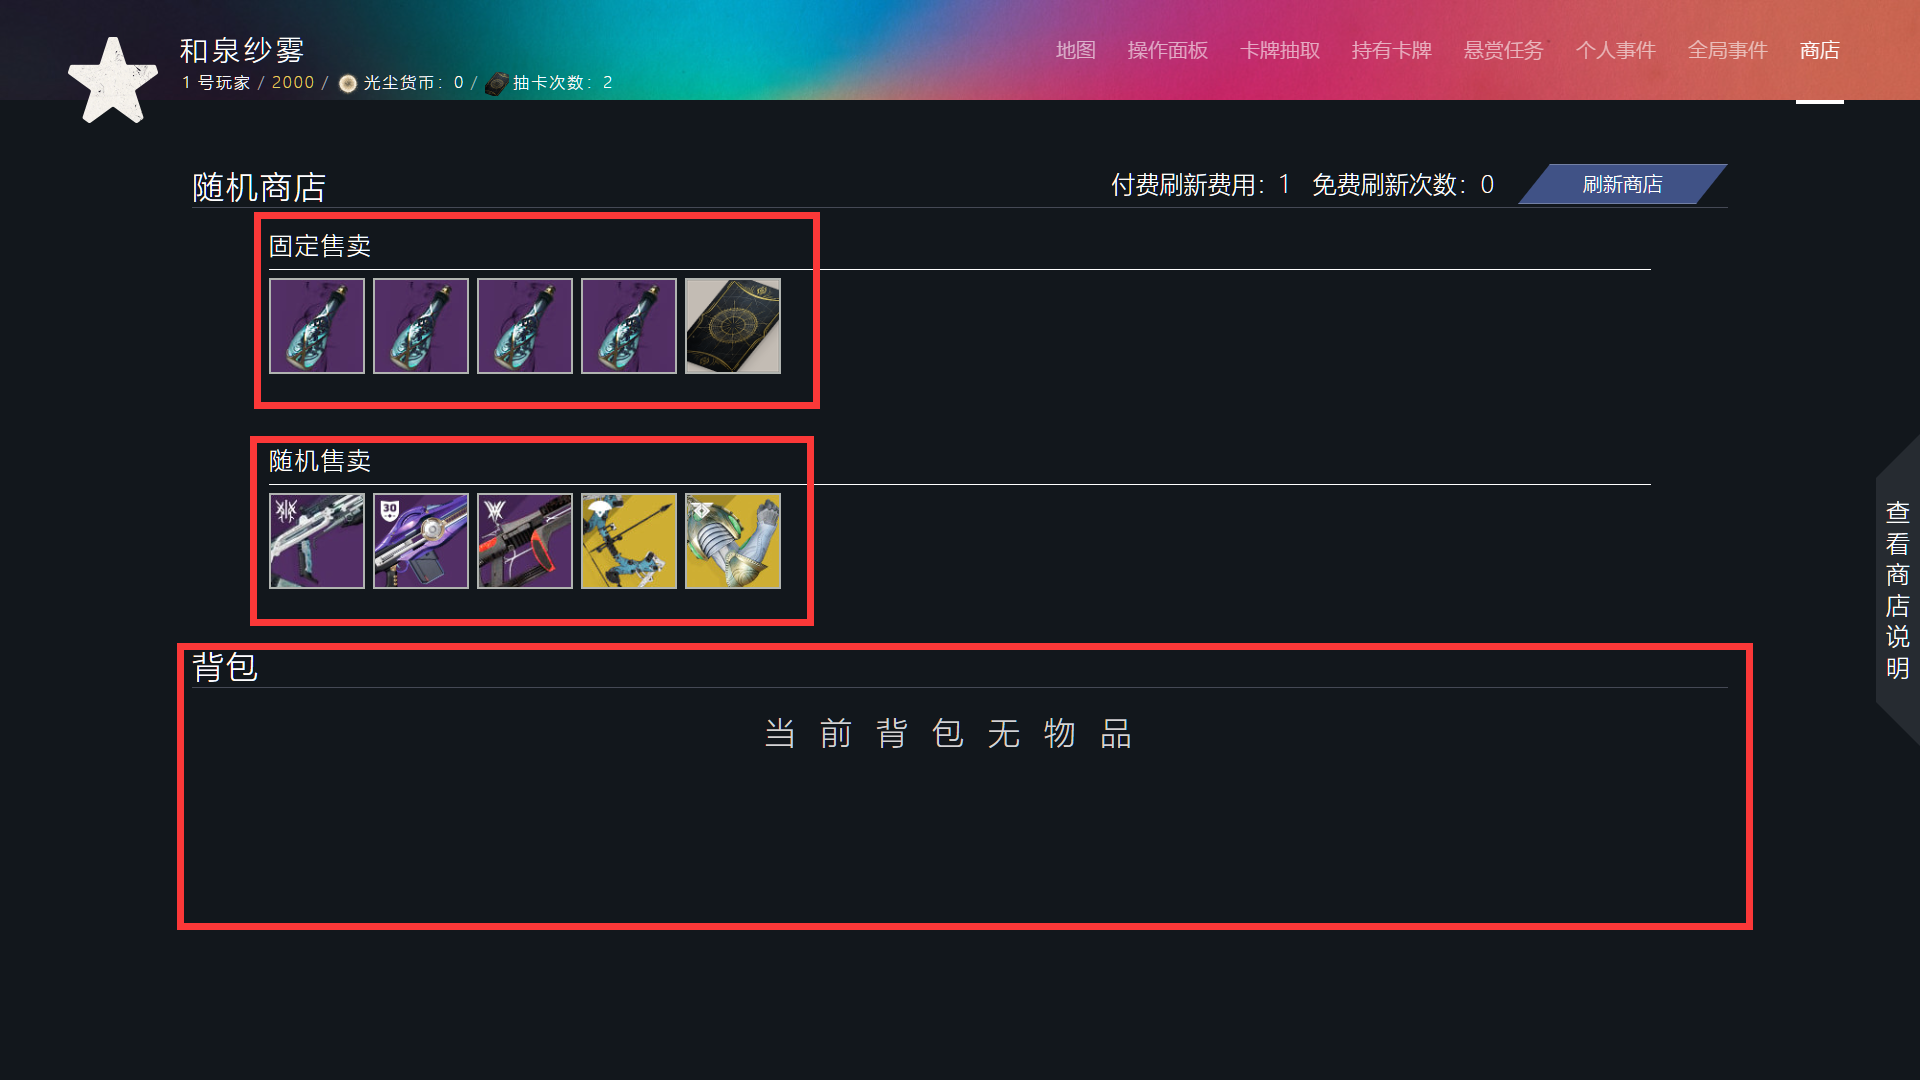 和泉纱雾
1 号玩家 / 2000 / 光尘货币：0 / 抽卡次数：2
地图 操作面板 卡牌抽取 持有卡牌 悬赏任务 个人事件 全局事件 商店
随机商店
付费刷新费用：1 免费刷新次数：0 刷新商店
固定售卖
随机售卖
30
背包
当前背包无物品
查看商店说明